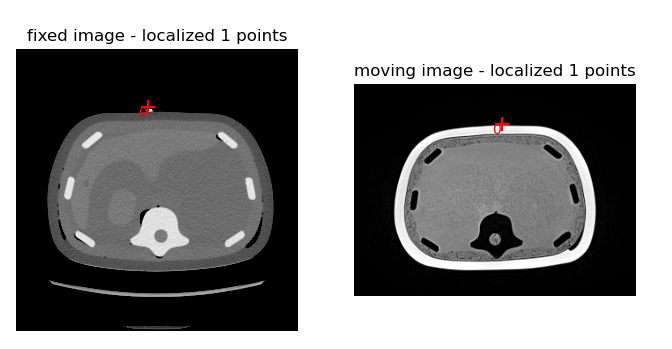 fixed image - localized 1 points
moving image - localized 1 points
0
0